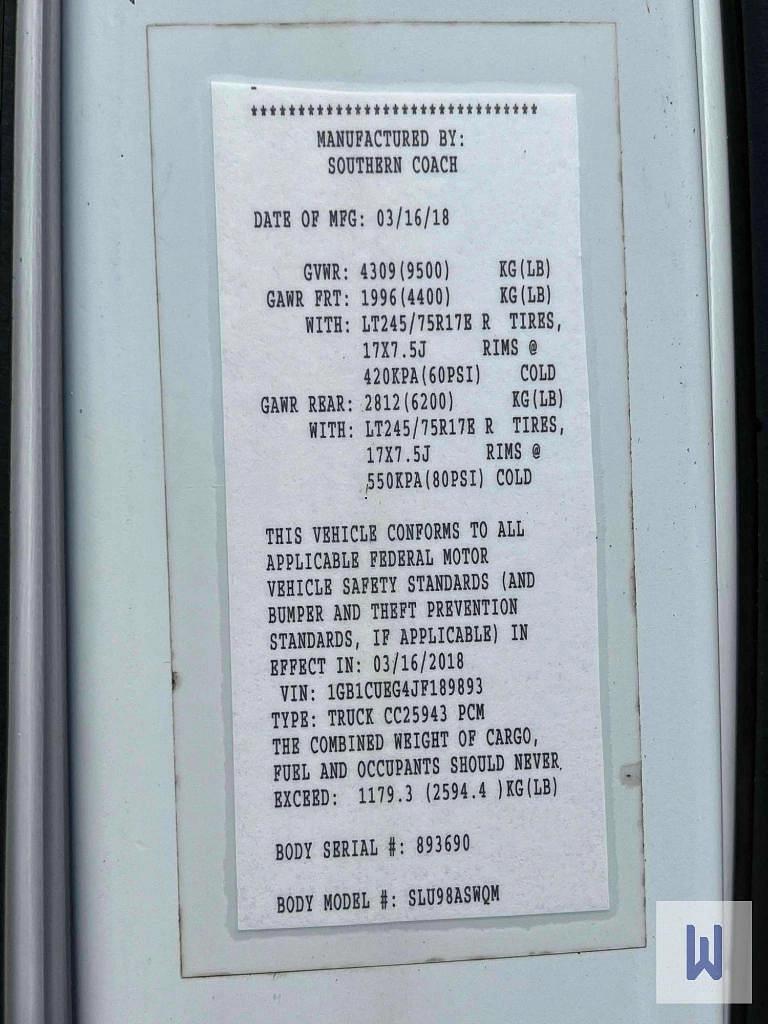 *******************************
MANUFACTURED BY:
SOUTHERN COACH
DATE OF MFG: 03/16/18
GVWR: 4309(9500) KG(LB)
GAWR FRT: 1996(4400) KG(LB)
WITH: LT245/75R17E R TIRES,
17X7.5J RIMS @
420KPA(60PSI) COLD
GAWR REAR: 2812(6200) KG(LB)
WITH: LT245/75R17E R TIRES,
17X7.5J RIMS @
550KPA(80PSI) COLD
THIS VEHICLE CONFORMS TO ALL
APPLICABLE FEDERAL MOTOR
VEHICLE SAFETY STANDARDS (AND
BUMPER AND THEFT PREVENTION
STANDARDS, IF APPLICABLE) IN
EFFECT IN: 03/16/2018
VIN: 1GB1CUEG4JF189893
TYPE: TRUCK CC25943 PCM
THE COMBINED WEIGHT OF CARGO,
FUEL AND OCCUPANTS SHOULD NEVER
EXCEED: 1179.3 (2594.4 )KG(LB)
BODY SERIAL #: 893690
BODY MODEL #: SLU98ASWQM
W